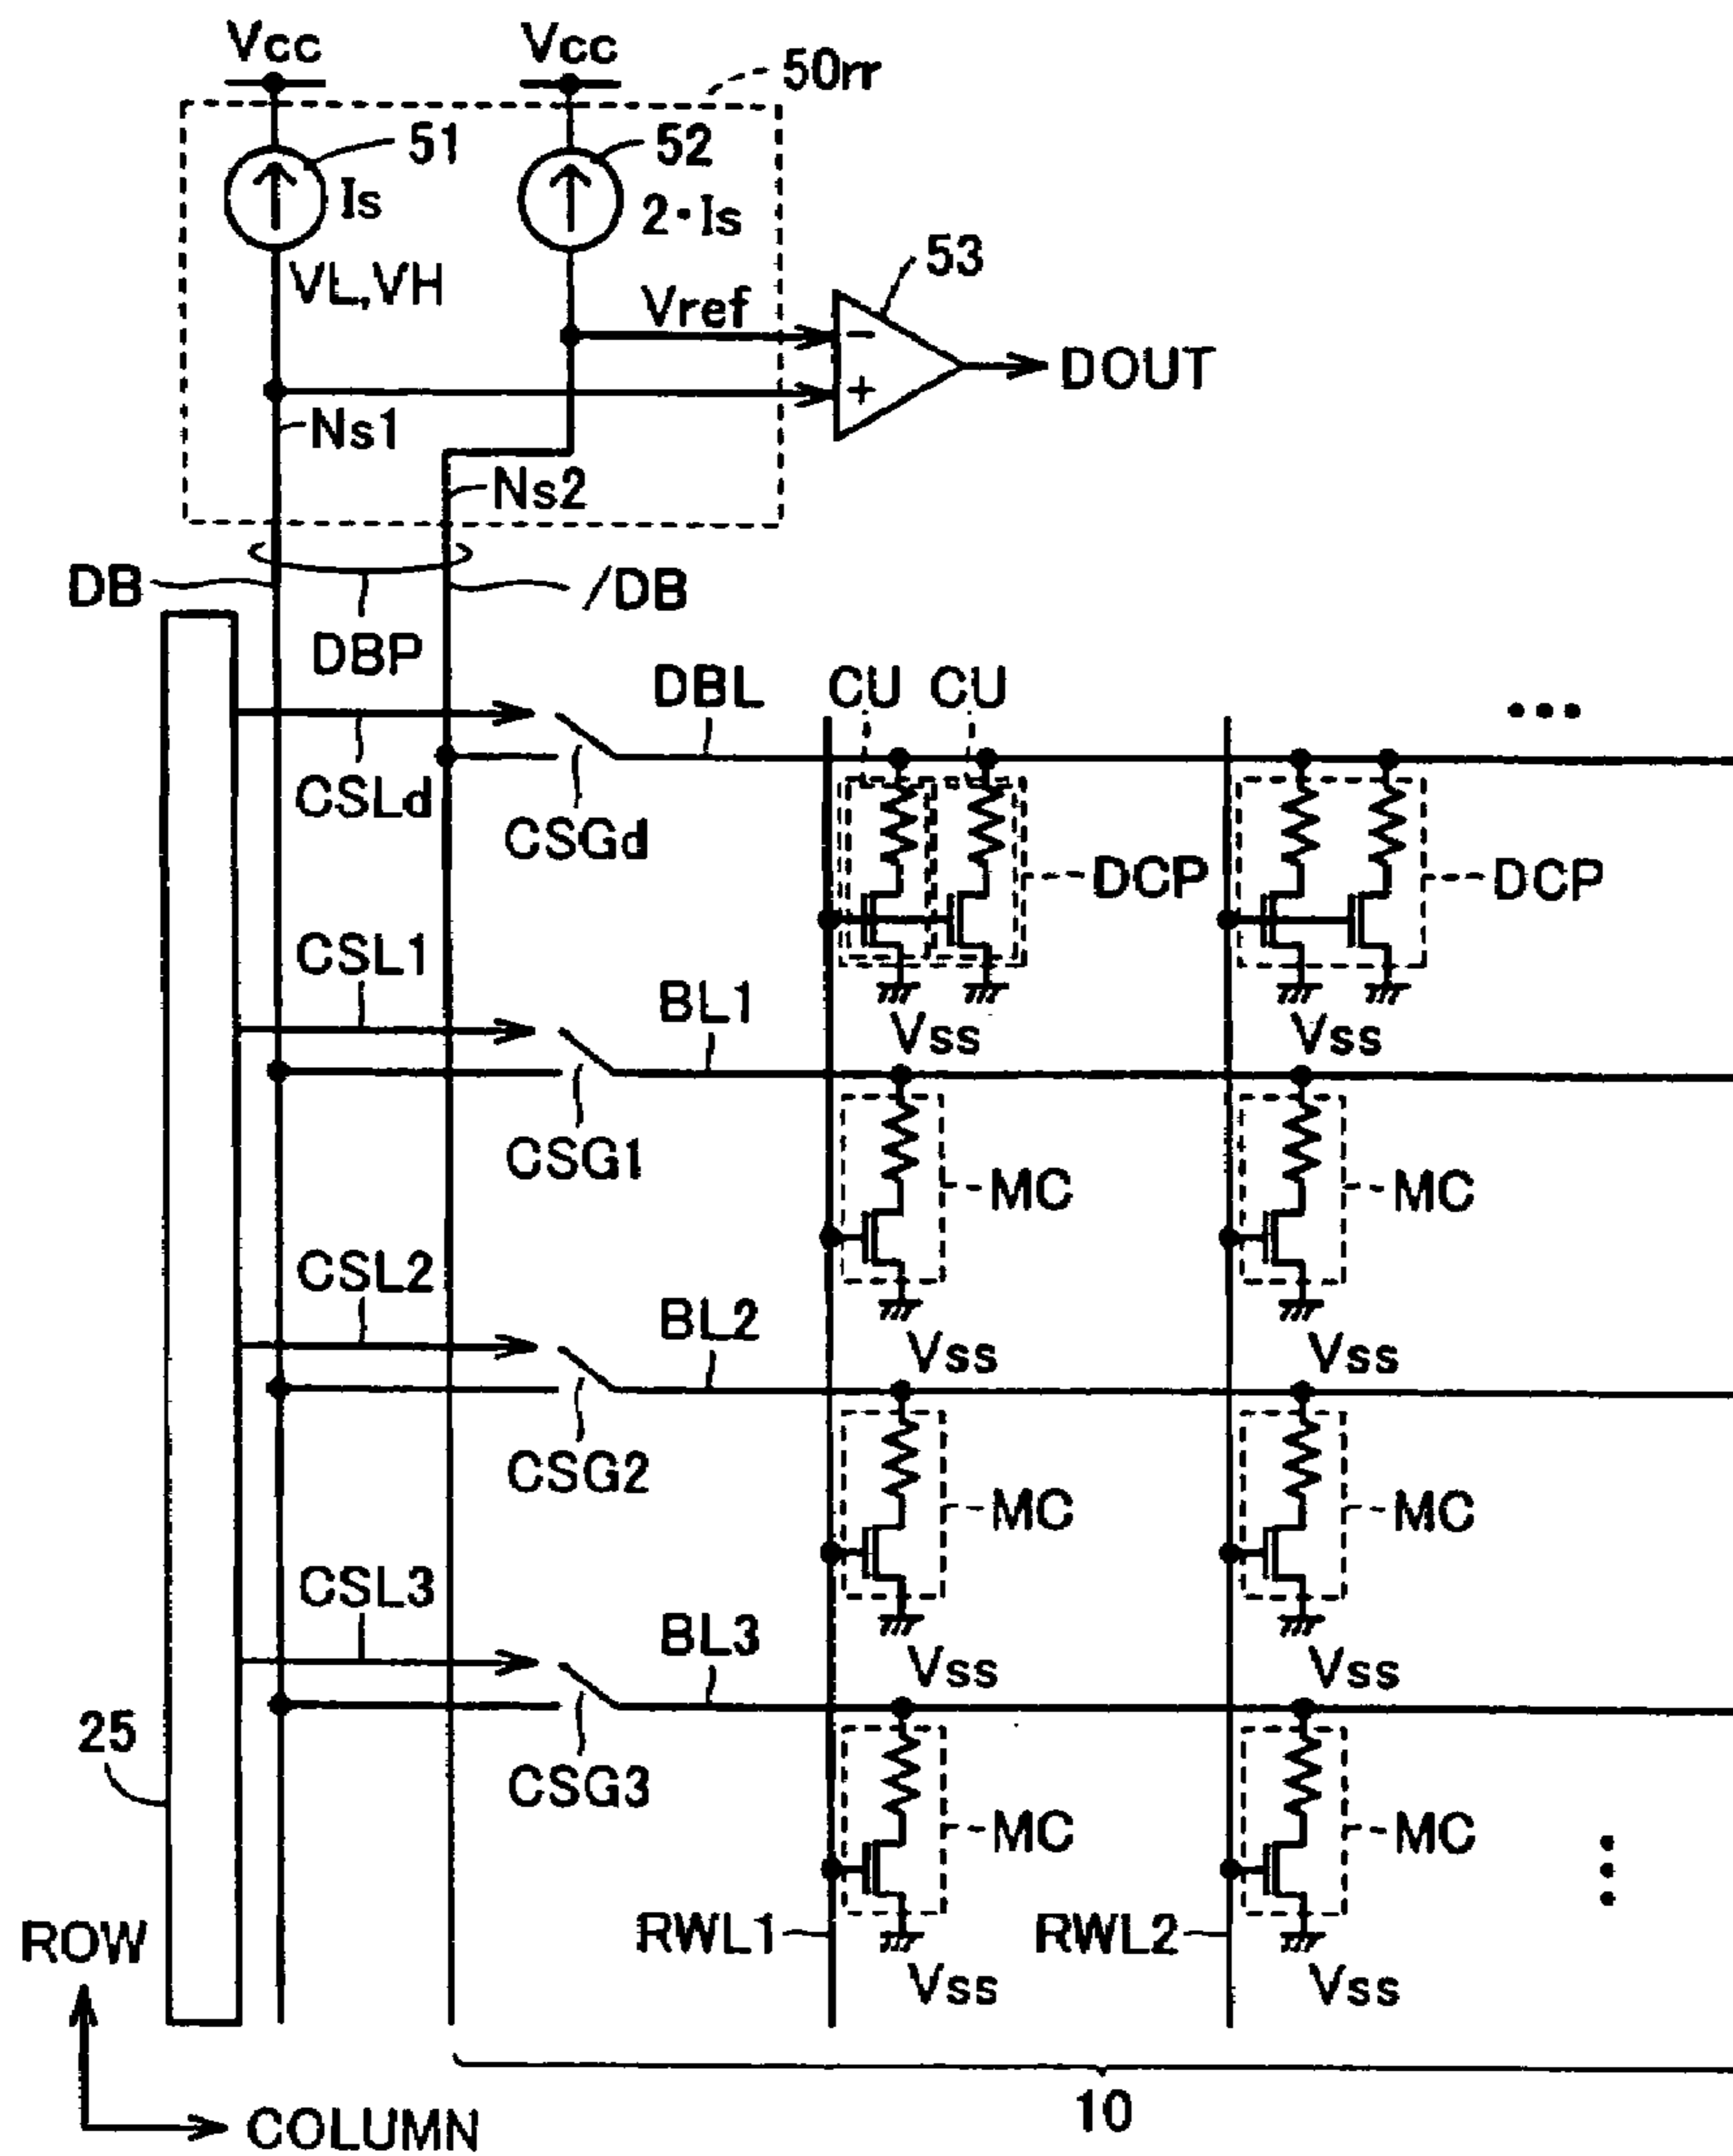 Vcc Vcc
50rr
51 52
Is 2·Is
VL,VH
53
Vref
−
DOUT
+
Ns1
Ns2
DB /DB
DBP
DBL CU CU
•••
CSLd
CSGd
DCP DCP
CSL1
BL1
Vss Vss
CSG1
MC MC
CSL2
BL2
Vss Vss
CSG2
MC MC
CSL3
BL3
Vss Vss
25
CSG3
MC MC
ROW
RWL1 RWL2
Vss Vss
10
COLUMN